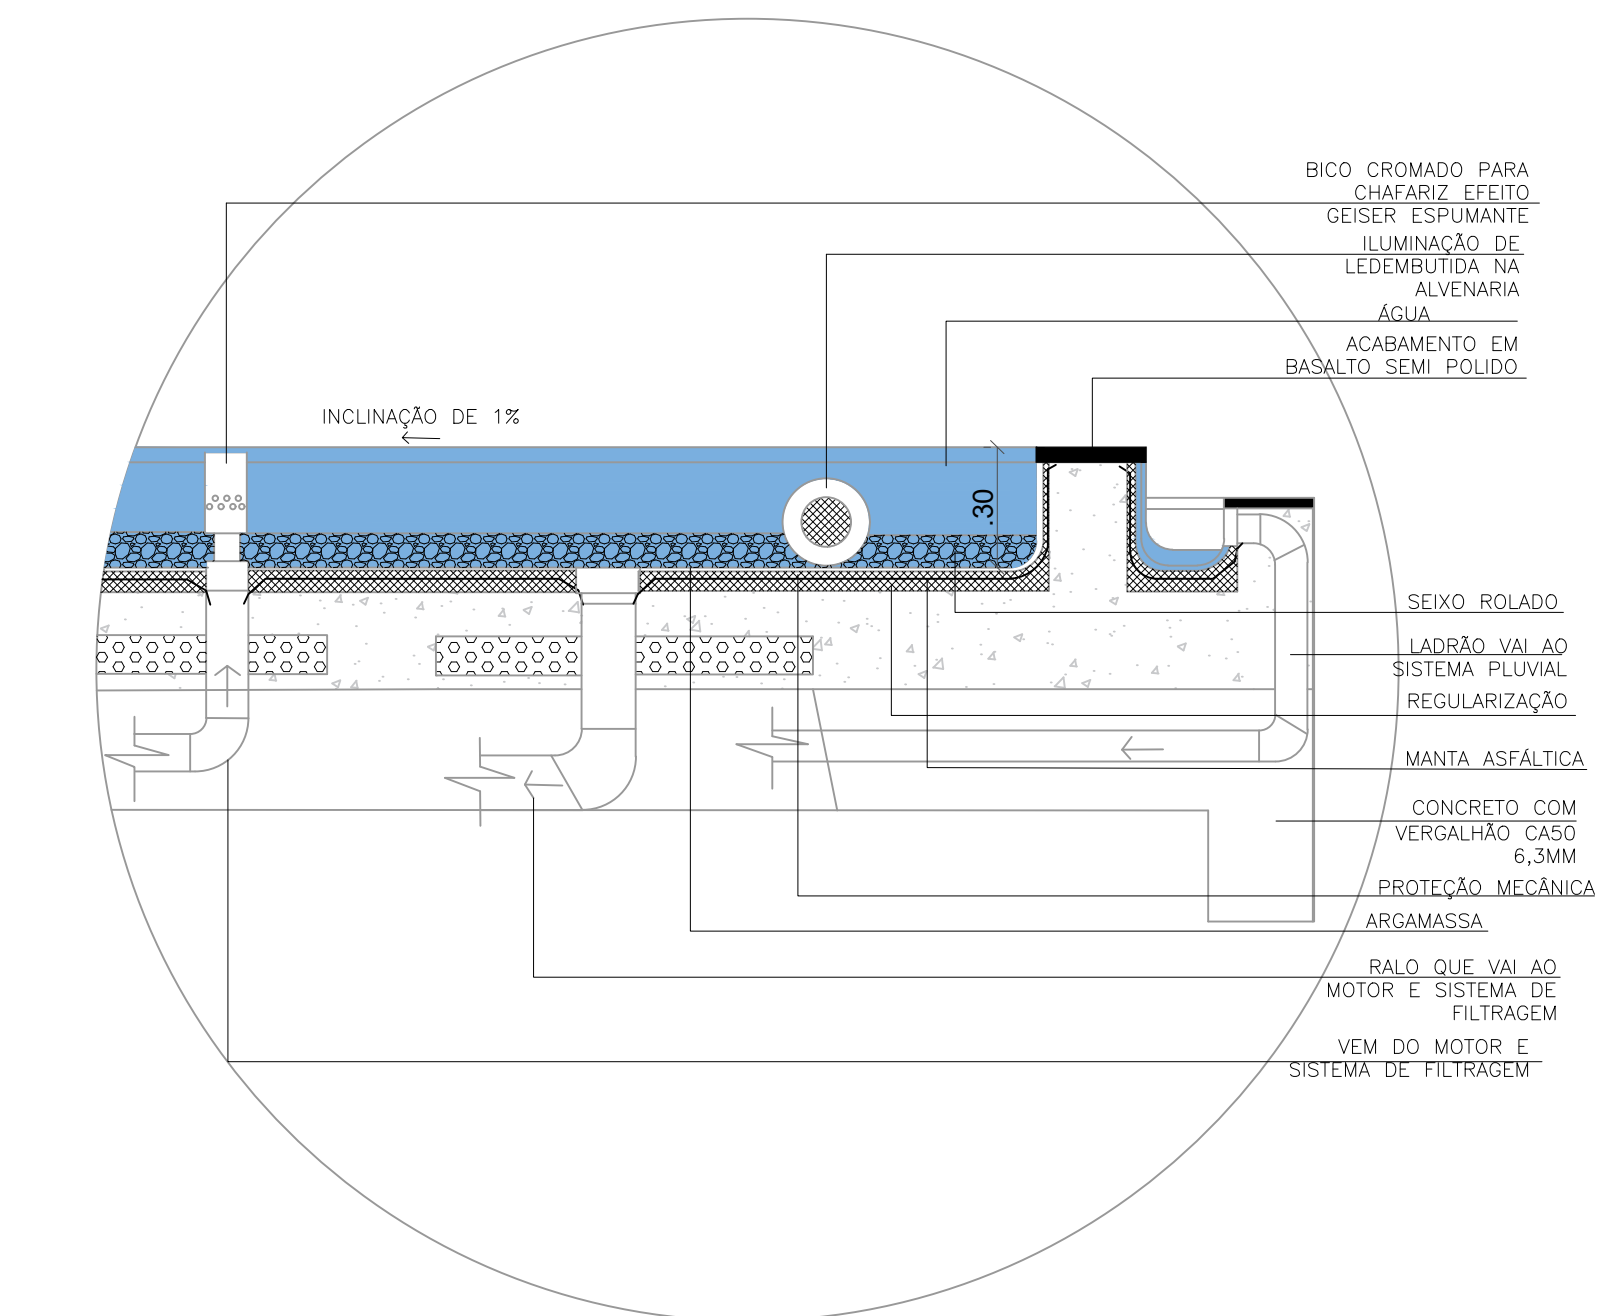 BICO CROMADO PARA
CHAFARIZ EFEITO
GEISER ESPUMANTE
ILUMINAÇÃO DE
LEDEMBUTIDA NA
ALVENARIA
ÁGUA
ACABAMENTO EM
BASALTO SEMI POLIDO
INCLINAÇÃO DE 1%
.30
SEIXO ROLADO
LADRÃO VAI AO
SISTEMA PLUVIAL
REGULARIZAÇÃO
MANTA ASFÁLTICA
CONCRETO COM
VERGALHÃO CA50
6,3MM
PROTEÇÃO MECÂNICA
ARGAMASSA
RALO QUE VAI AO
MOTOR E SISTEMA DE
FILTRAGEM
VEM DO MOTOR E
SISTEMA DE FILTRAGEM